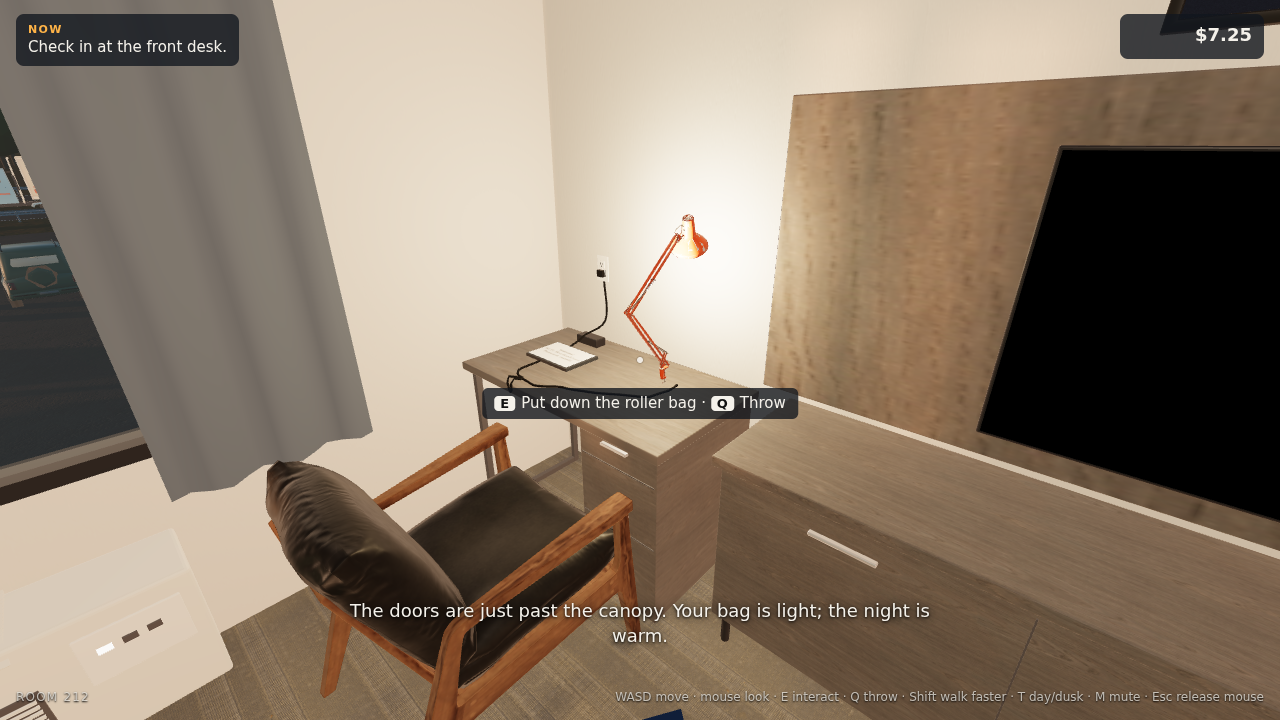 NOW
Check in at the front desk.
$7.25
E Put down the roller bag · Q Throw
The doors are just past the canopy. Your bag is light; the night is
warm.
ROOM 212
WASD move · mouse look · E interact · Q throw · Shift walk faster · T day/dusk · M mute · Esc release mouse